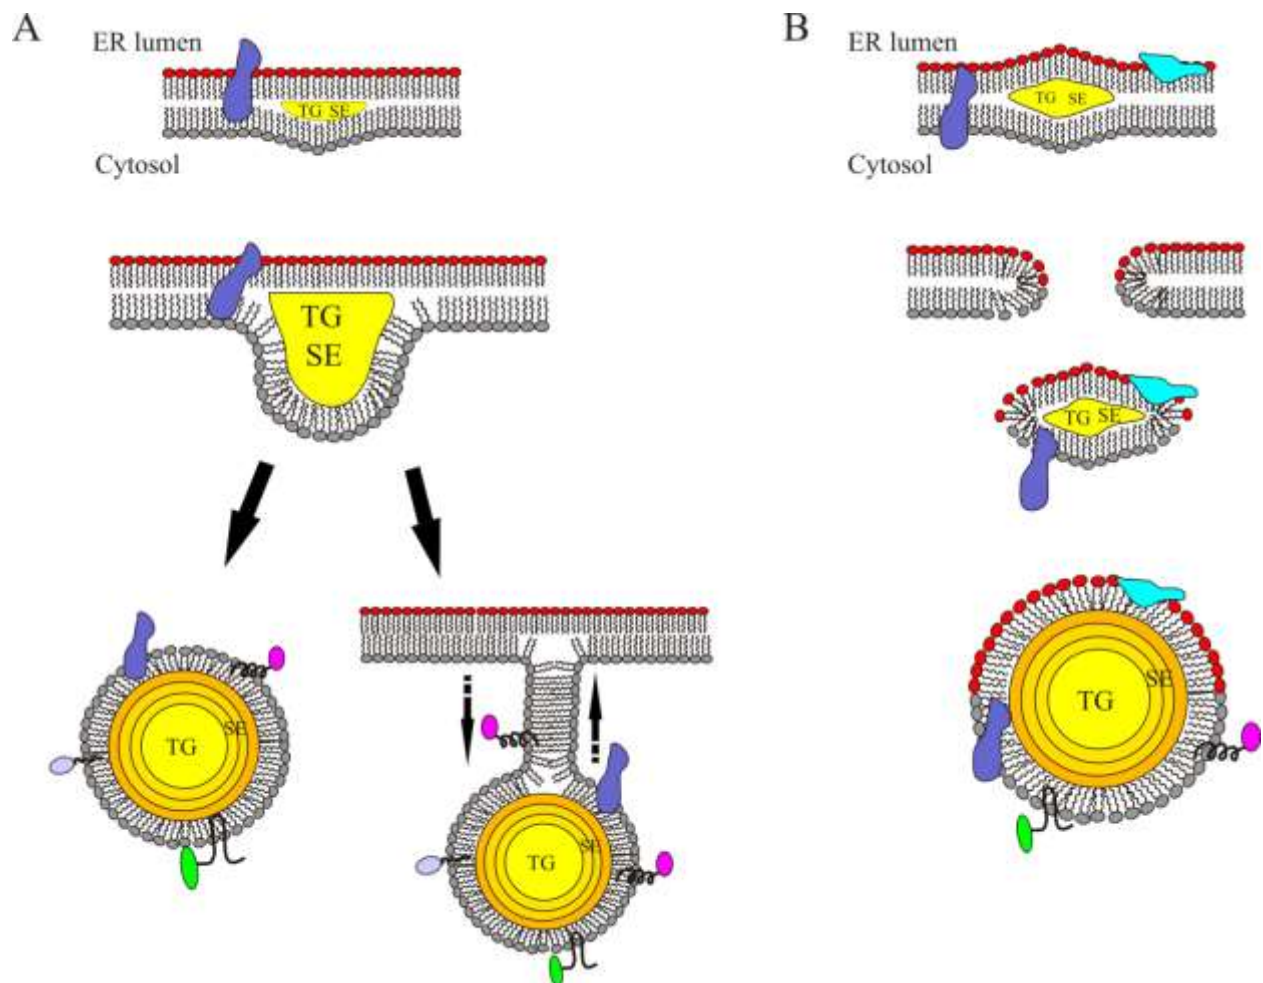 A
ER lumen
TG SE
Cytosol
TG
SE
TG
SE
TG
SE
B
ER lumen
TG SE
Cytosol
TG SE
TG
SE